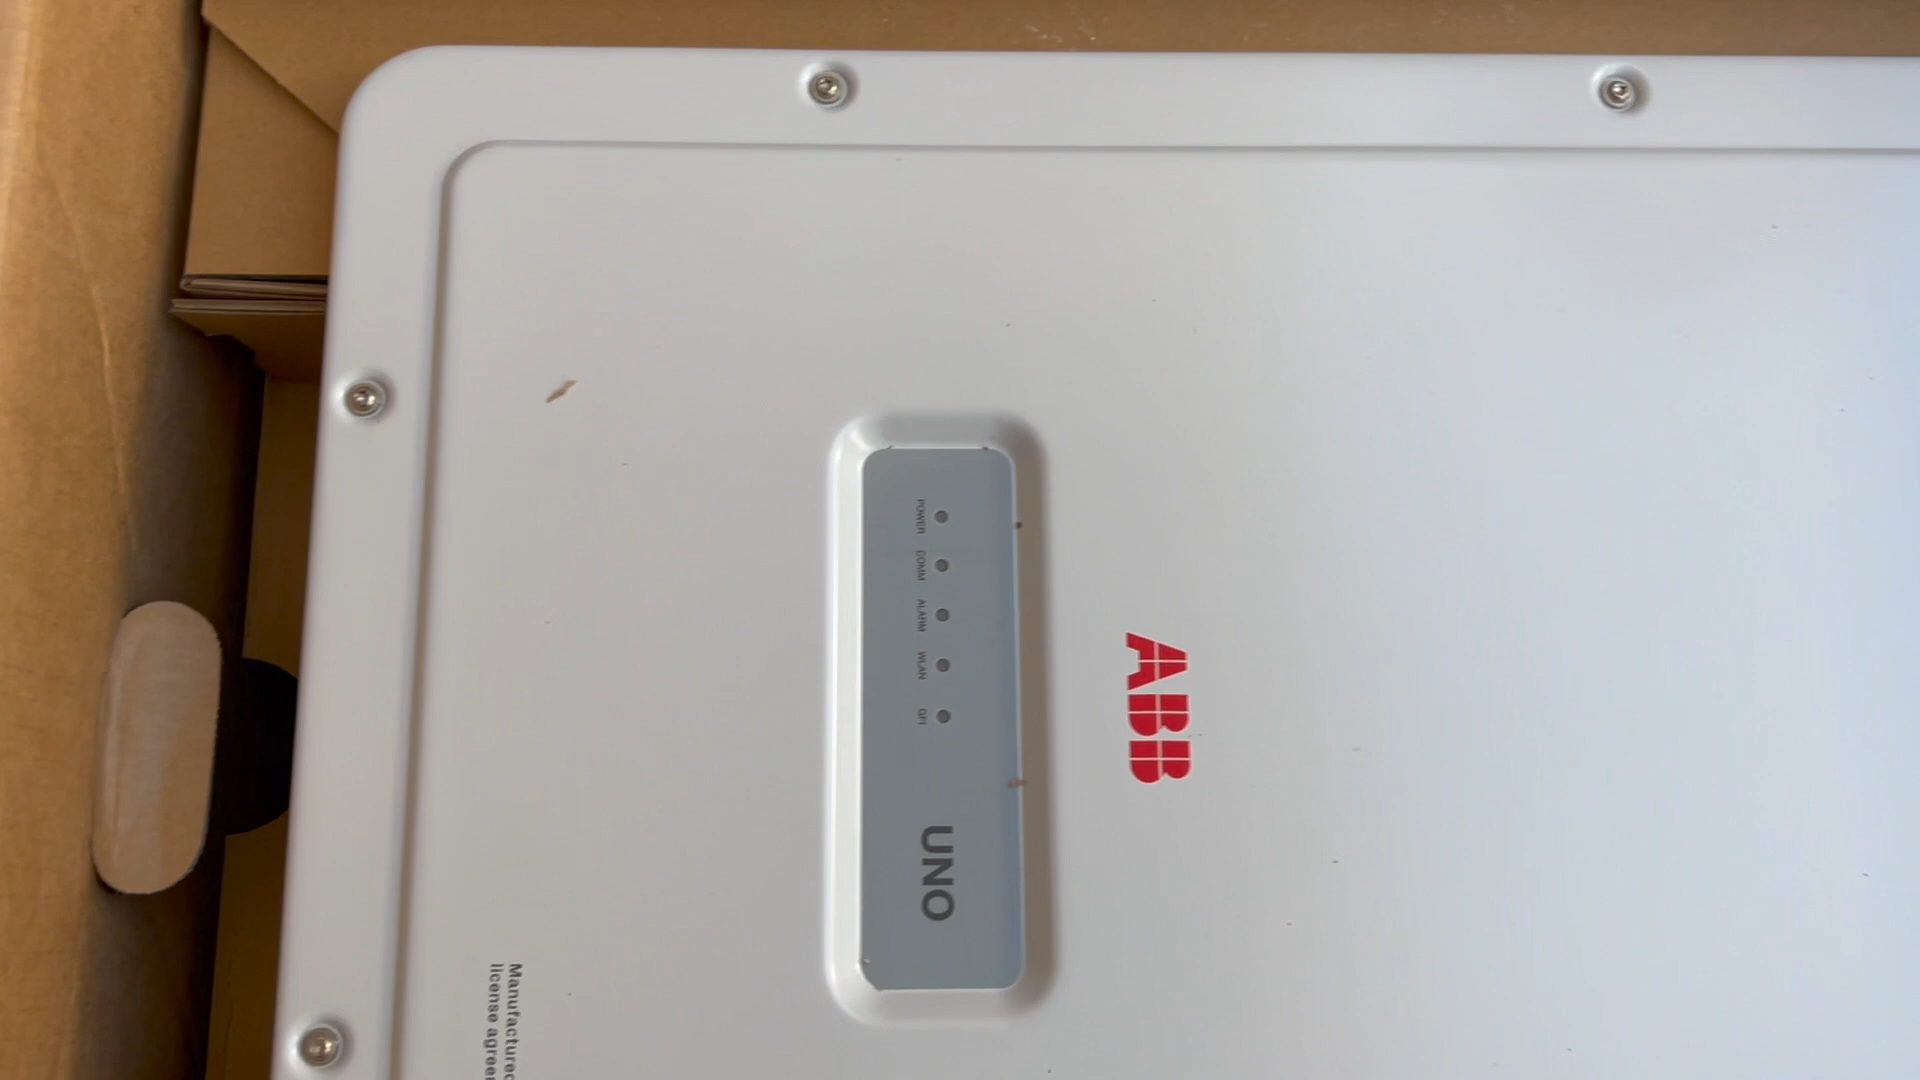 ABB
POWER
COMM
ALARM
WLAN
GFI
UNO
Manufactured
license agree